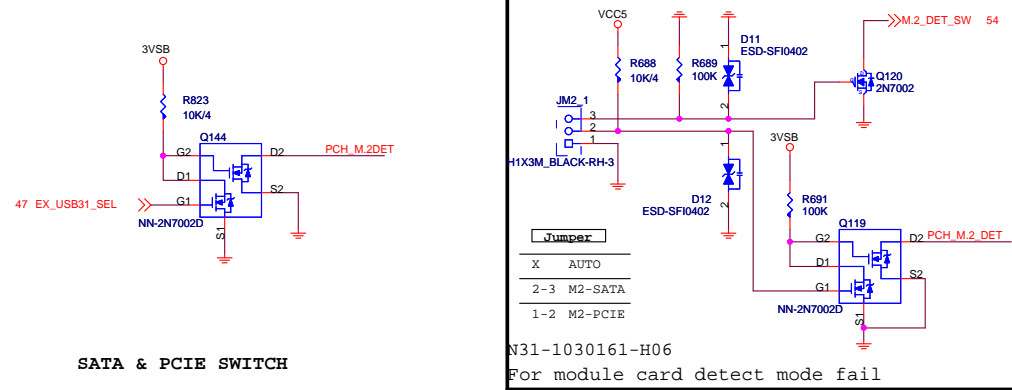 3VSB
R823
10K/4
Q144
G2
D2
PCH_M.2DET
D1
S2
47 EX_USB31_SEL
G1
NN-2N7002D
S1
SATA & PCIE SWITCH
VCC5
M.2_DET_SW 54
1
D11
ESD-SFI0402
R688
10K/4
R689
100K
2
Q120
2N7002
G
D
S
JM2_1
3
2
1
H1X3M_BLACK-RH-3
1
D12
ESD-SFI0402
2
3VSB
R691
100K
Q119
G2
D2
PCH_M.2_DET
D1
S2
G1
NN-2N7002D
S1
Jumper
X AUTO
2-3 M2-SATA
1-2 M2-PCIE
N31-1030161-H06
For module card detect mode fail